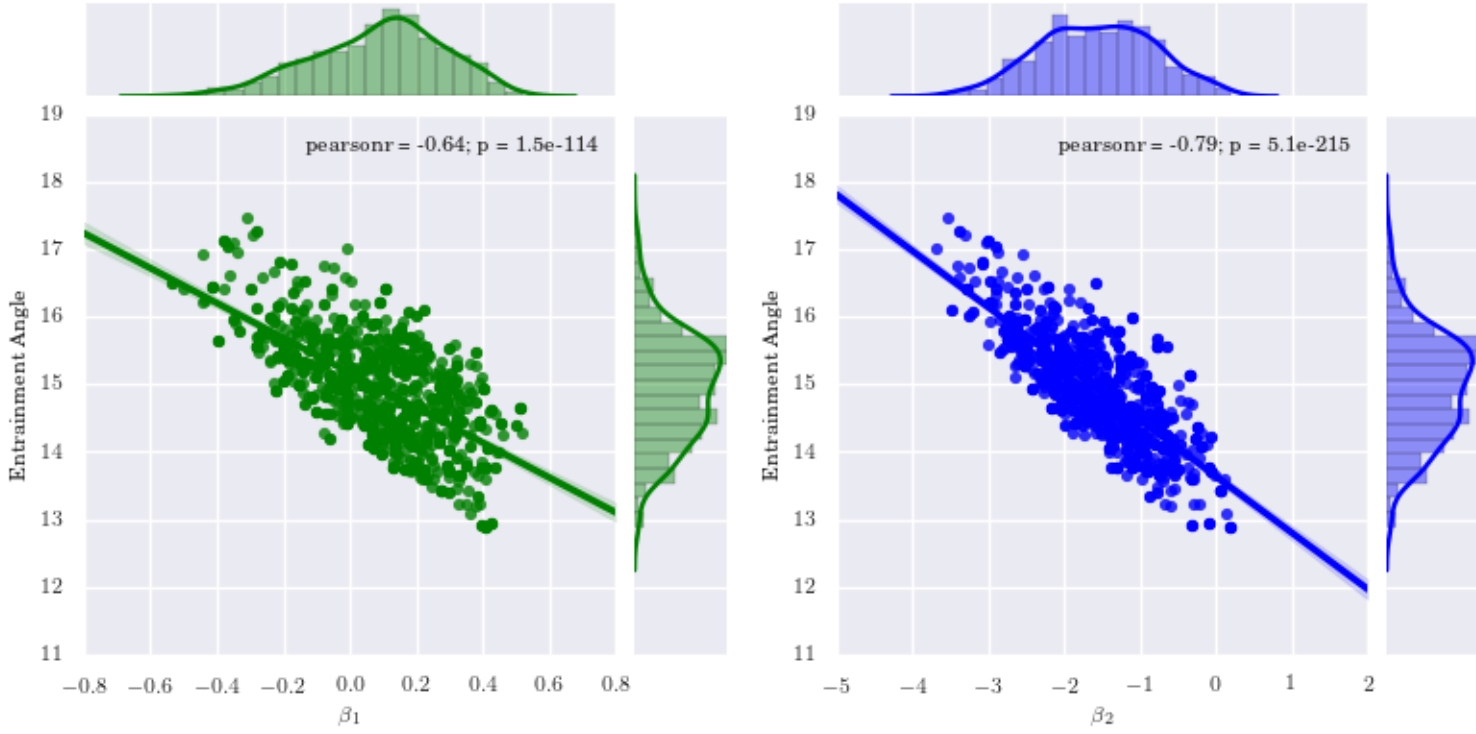 pearsonr = -0.64; p = 1.5e-114
Entrainment Angle
19
18
17
16
15
14
13
12
11
−0.8 −0.6 −0.4 −0.2 0.0 0.2 0.4 0.6 0.8
β1
pearsonr = -0.79; p = 5.1e-215
Entrainment Angle
19
18
17
16
15
14
13
12
11
−5 −4 −3 −2 −1 0 1 2
β2